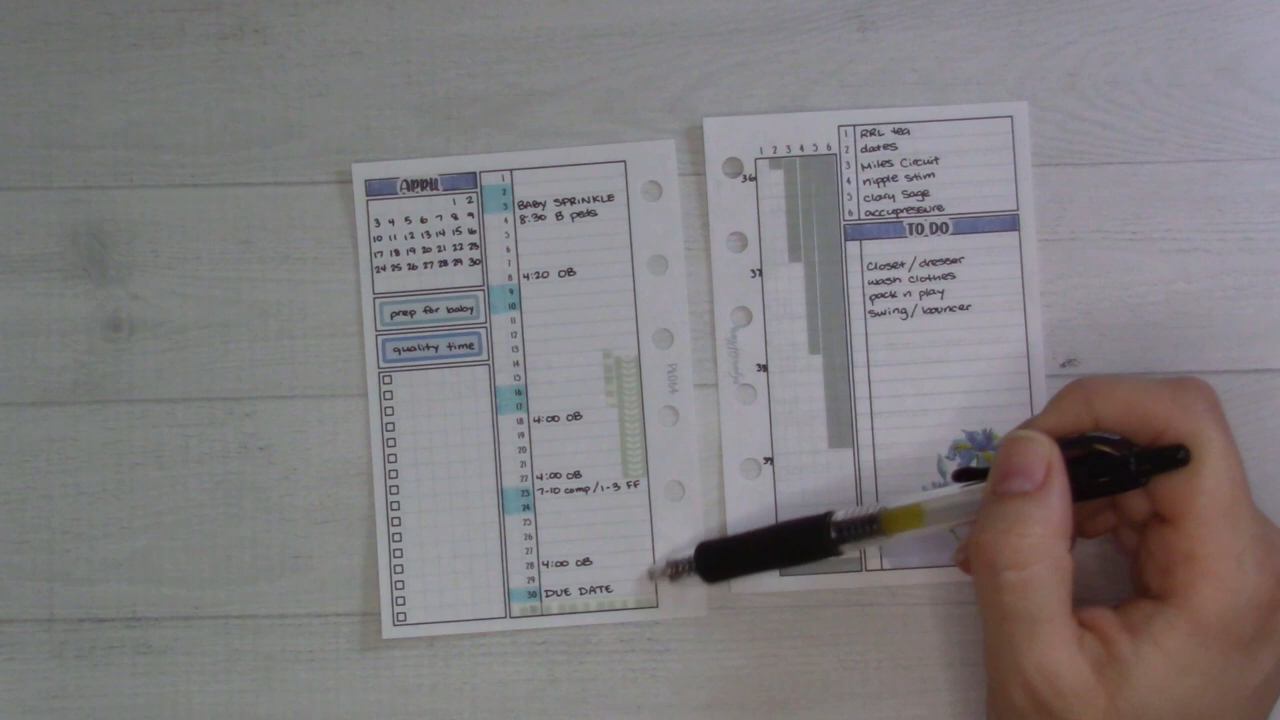 APRIL
1 2
3 4 5 6 7 8 9
10 11 12 13 14 15 16
17 18 19 20 21 22 23
24 25 26 27 28 29 30
prep for baby
quality time
1
2
3 BABY SPRINKLE
4 8:30 B peds
5
6
7
8 4:20 OB
9
10
11
12
13
14
15
16
17
18 4:00 OB
19
20
21
22 4:00 OB
23 7-10 comp/1-3 FF
24
25
26
27
28 4:00 OB
29
30 DUE DATE
1 2 3 4 5 6
36
37
38
39
1 RRL tea
2 dates
3 Miles Circuit
4 nipple stim
5 clary sage
6 accupressure
TO DO
closet/dresser
wash clothes
pack n play
swing/bouncer